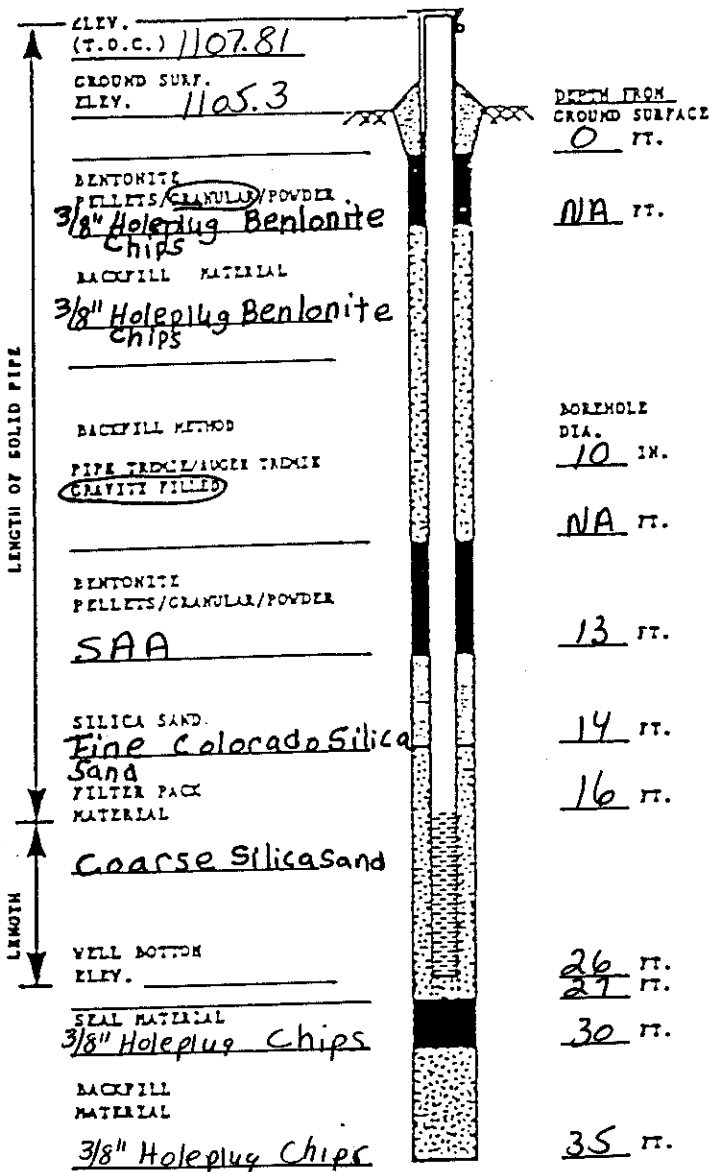 ELEV.
(T.O.C.) 1107.81
GROUND SURF.
ELEV. 1105.3
DEPTH FROM
GROUND SURFACE
0 FT.
BENTONITE
PELLETS/GRANULAR/POWDER
3/8" Holeplug Benlonite
Chips
NA FT.
BACKFILL MATERIAL
3/8" Holeplug Benlonite
Chips
LENGTH OF SOLID PIPE
BACKFILL METHOD
PIPE TREMIE/AUGER TREMIE
GRAVITY FILLED
BOREHOLE
DIA.
10 IN.
NA FT.
BENTONITE
PELLETS/GRANULAR/POWDER
SAA
13 FT.
SILICA SAND.
Fine Colorado Silica
Sand
14 FT.
FILTER PACK
MATERIAL
16 FT.
Coarse Silica Sand
LENGTH
WELL BOTTOM
ELEV.
26 FT.
27 FT.
SEAL MATERIAL
3/8" Holeplug Chips
30 FT.
BACKFILL
MATERIAL
3/8" Holeplug Chips
35 FT.